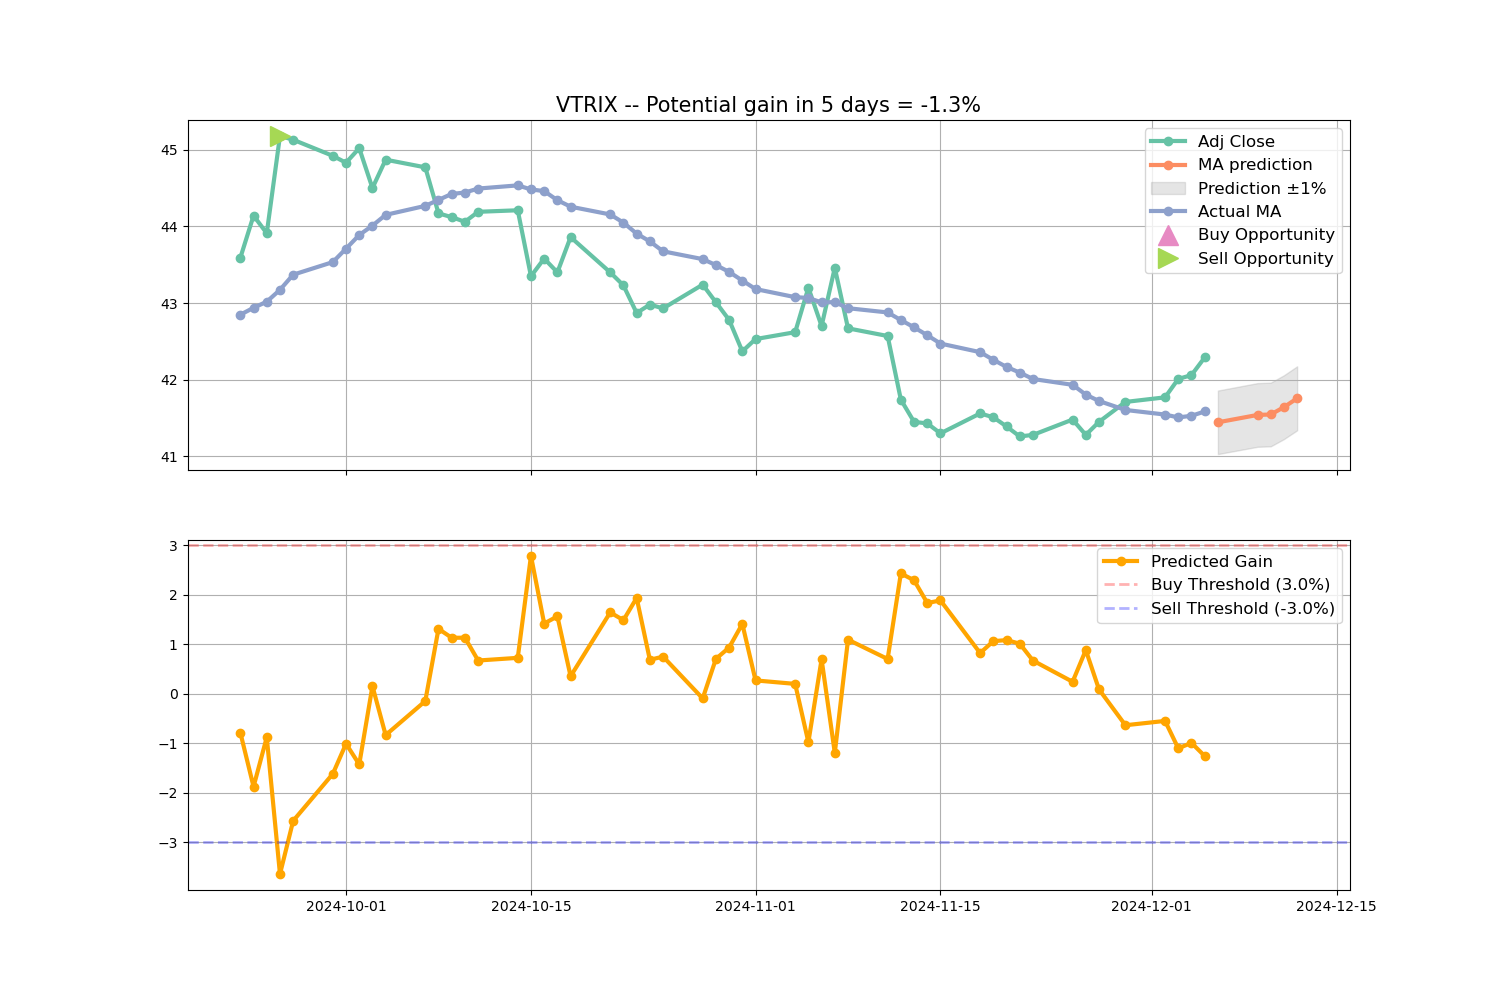 VTRIX -- Potential gain in 5 days = -1.3%
45
44
43
42
41
Adj Close
MA prediction
Prediction ±1%
Actual MA
Buy Opportunity
Sell Opportunity
3
2
1
0
−1
−2
−3
Predicted Gain
Buy Threshold (3.0%)
Sell Threshold (-3.0%)
2024-10-01
2024-10-15
2024-11-01
2024-11-15
2024-12-01
2024-12-15